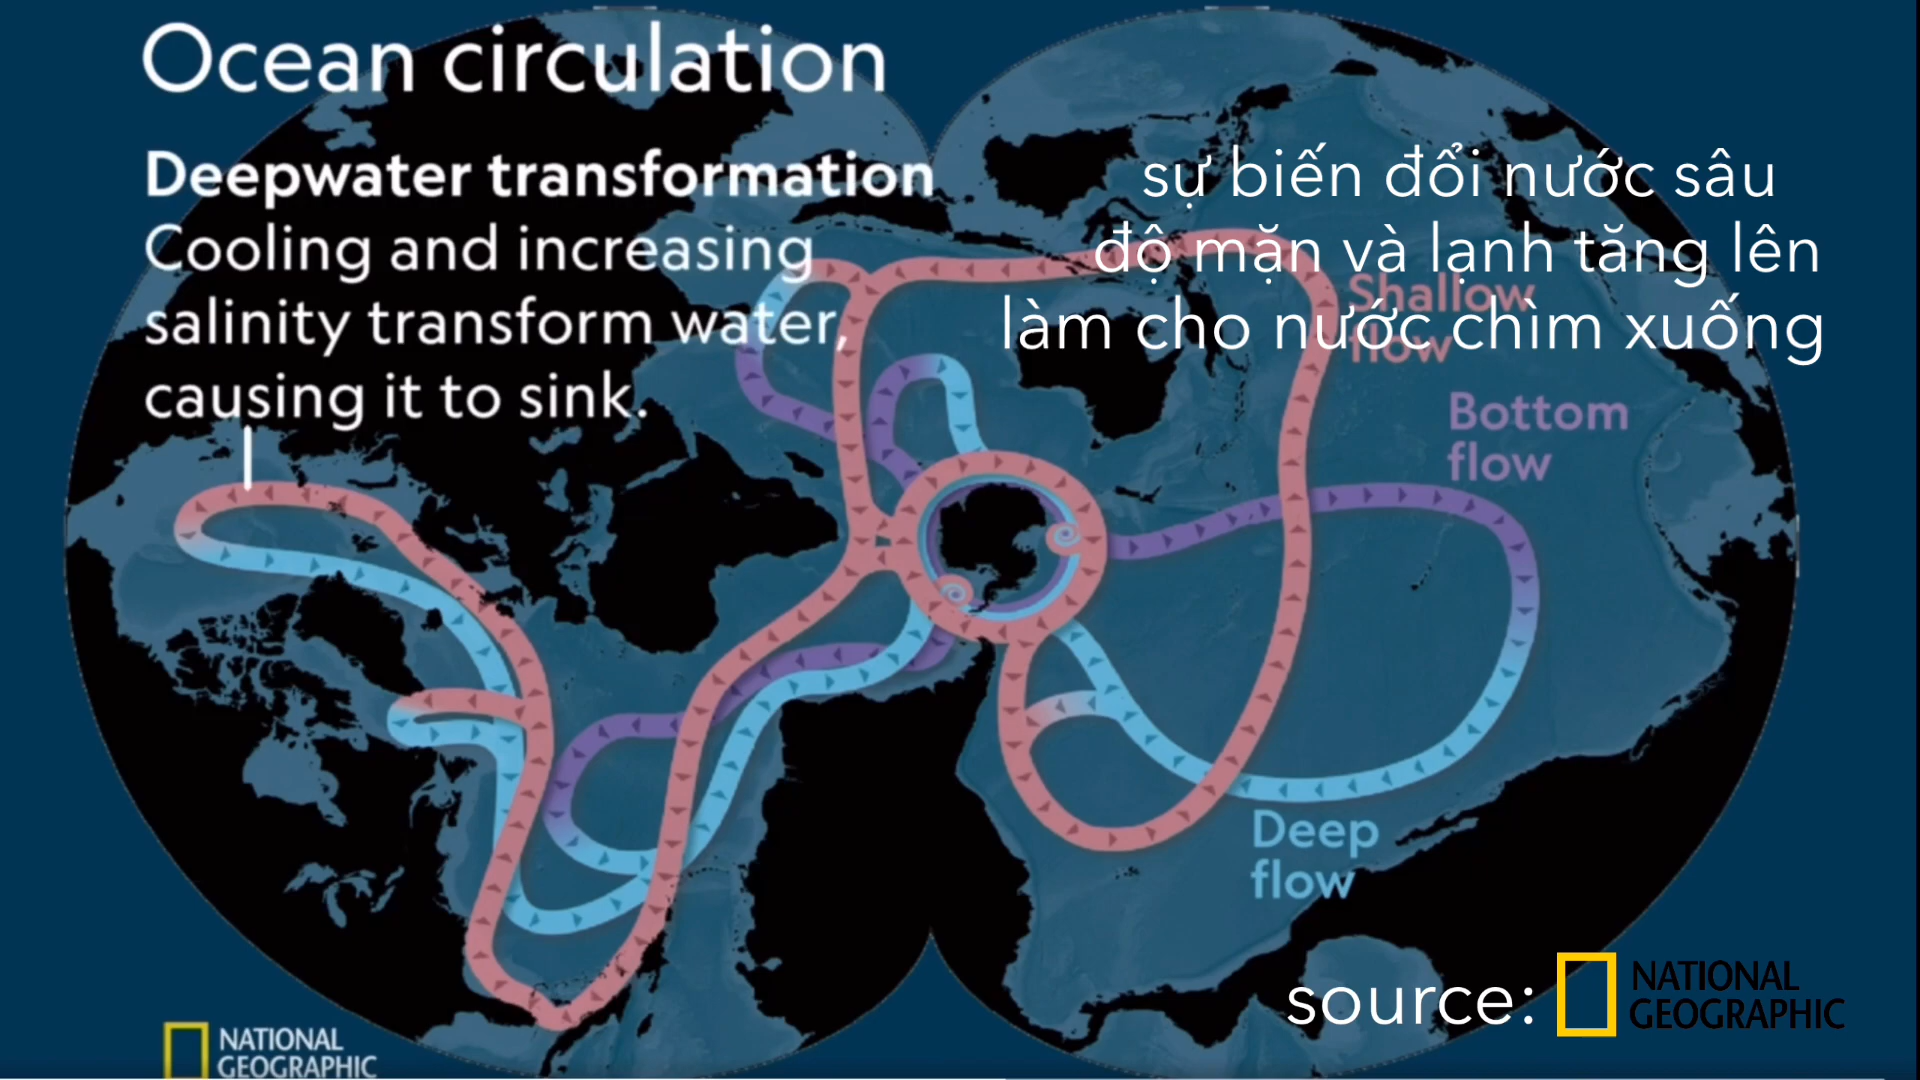 Ocean circulation
Deepwater transformation
Cooling and increasing
salinity transform water,
causing it to sink.
sự biến đổi nước sâu
độ mặn và lạnh tăng lên
làm cho nước chìm xuống
Shallow
flow
Bottom
flow
Deep
flow
source:
NATIONAL
GEOGRAPHIC
NATIONAL
GEOGRAPHIC